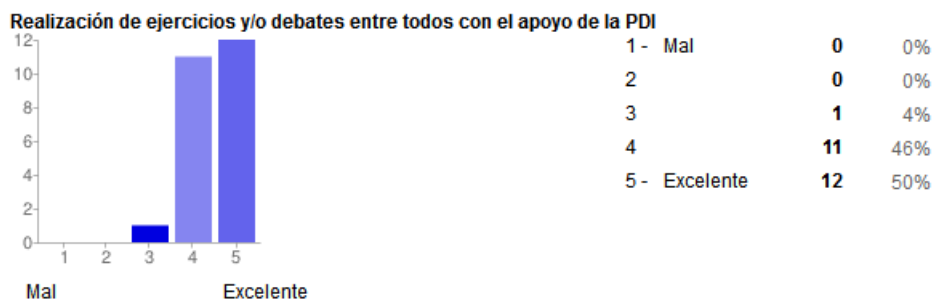 Realización de ejercicios y/o debates entre todos con el apoyo de la PDI
12
10
8
6
4
2
0
1 2 3 4 5
Mal Excelente
1 - Mal 0 0%
2 0 0%
3 1 4%
4 11 46%
5 - Excelente 12 50%